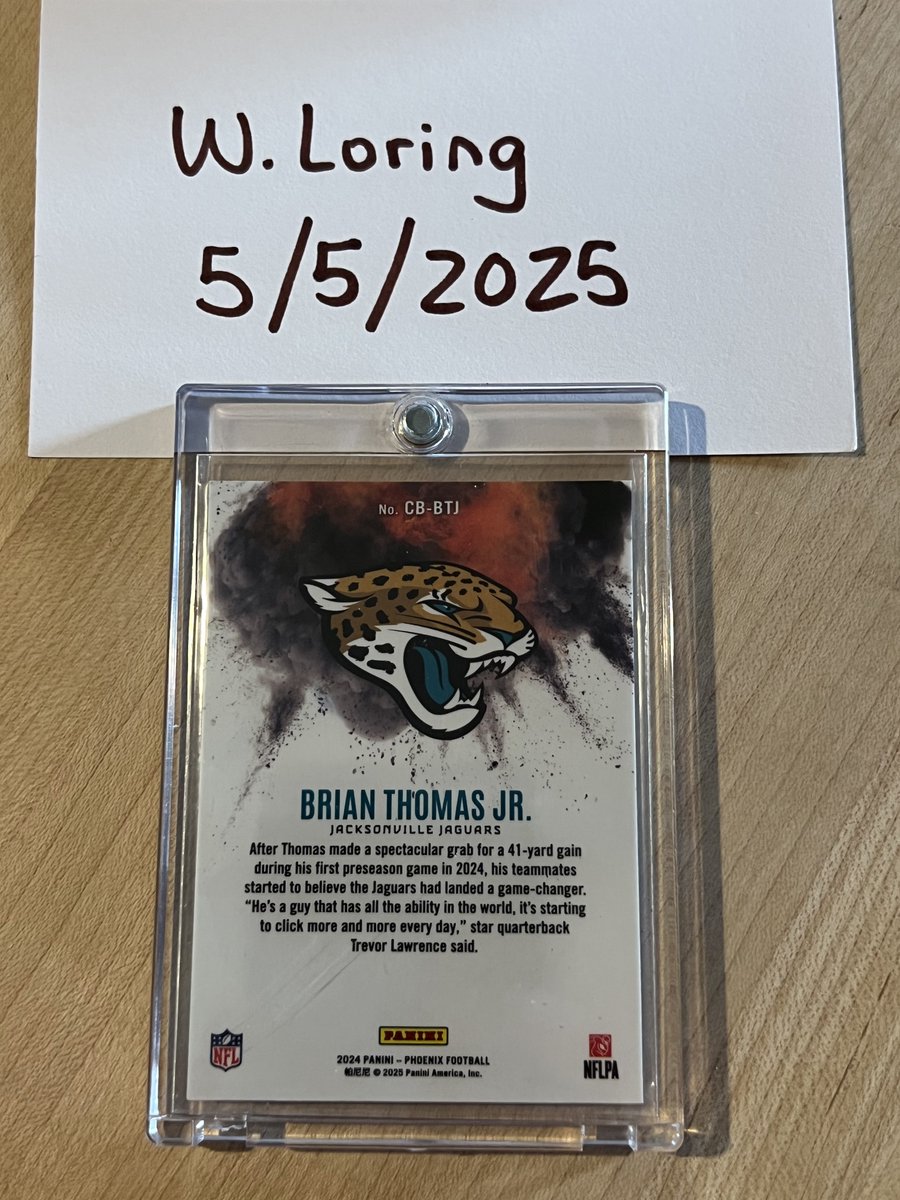 W. Loring
5/5/2025
No. CB-BTJ
BRIAN THOMAS JR.
JACKSONVILLE JAGUARS
After Thomas made a spectacular grab for a 41-yard gain
during his first preseason game in 2024, his teammates
started to believe the Jaguars had landed a game-changer.
“He’s a guy that has all the ability in the world, it’s starting
to click more and more every day,” star quarterback
Trevor Lawrence said.
NFL
PANINI
2024 PANINI – PHOENIX FOOTBALL
帕尼尼 © 2025 Panini America, Inc.
NFLPA